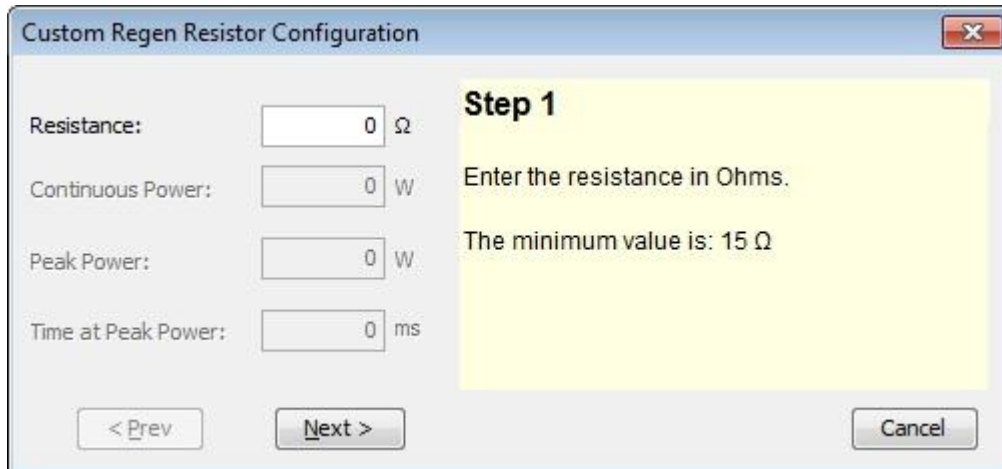 Custom Regen Resistor Configuration
Resistance: 0 Ω
Continuous Power: 0 W
Peak Power: 0 W
Time at Peak Power: 0 ms
Step 1
Enter the resistance in Ohms.
The minimum value is: 15 Ω
< Prev
Next >
Cancel